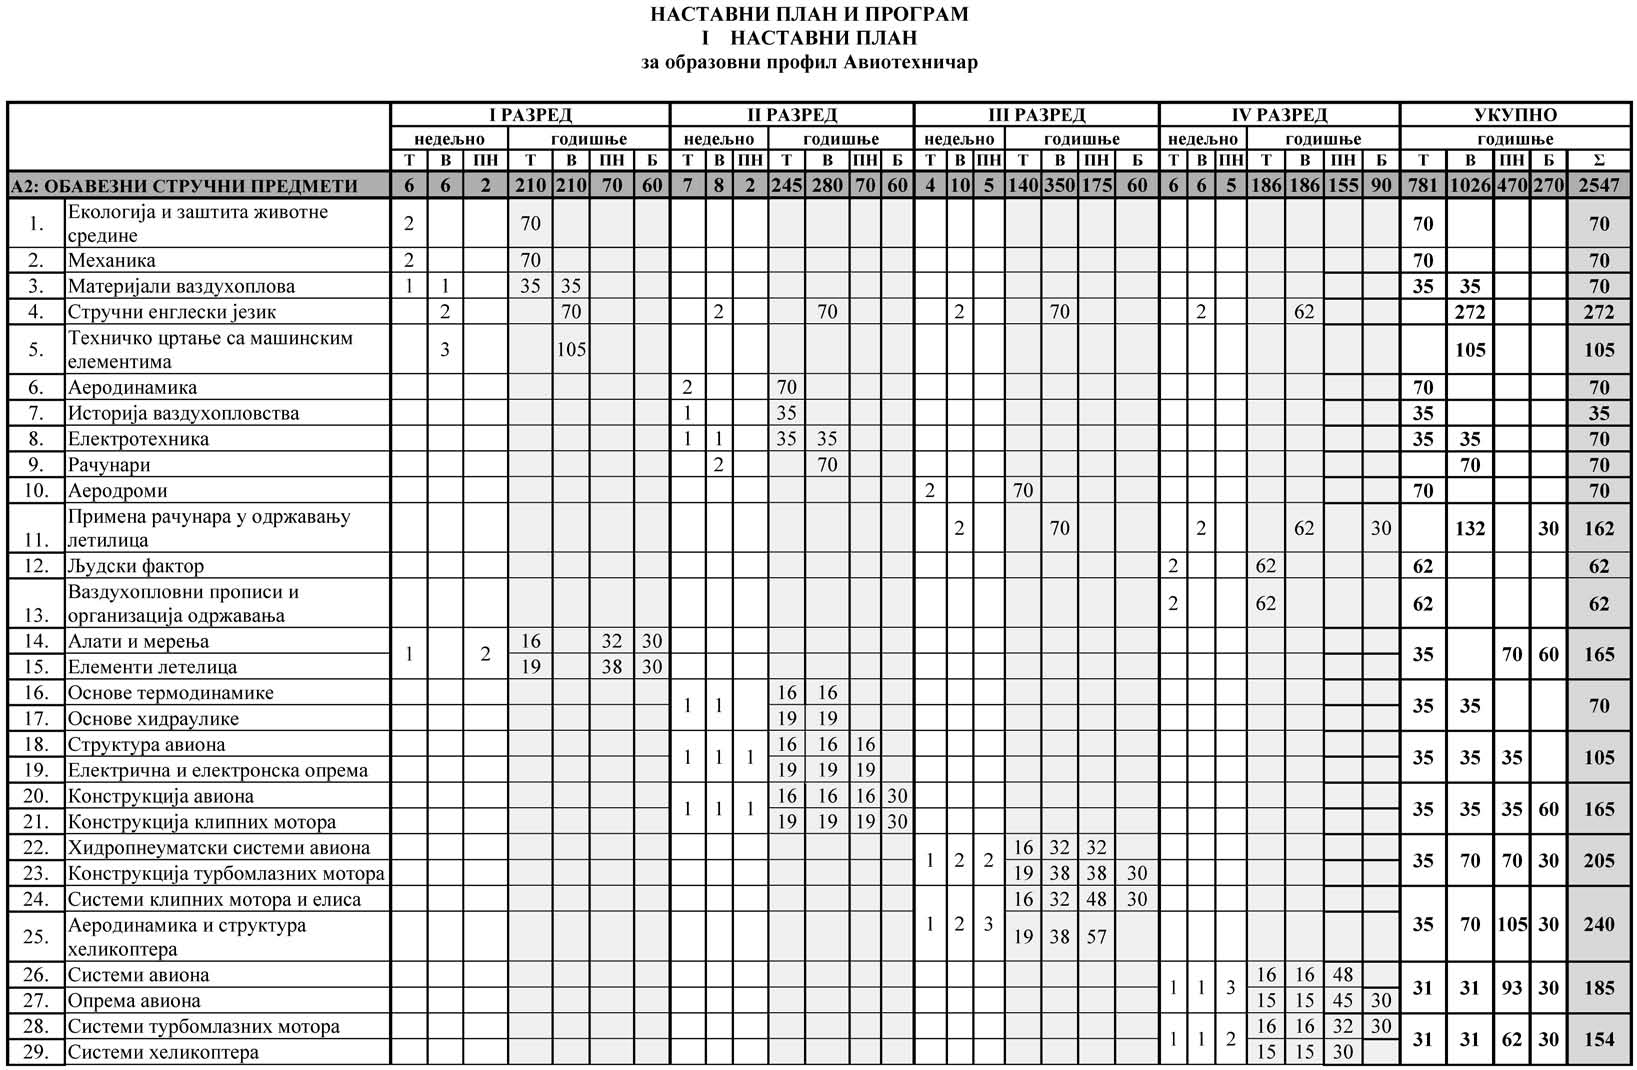 НАСТАВНИ ПЛАН И ПРОГРАМ
I НАСТАВНИ ПЛАН
за образовни профил Авиотехничар
I РАЗРЕД II РАЗРЕД III РАЗРЕД IV РАЗРЕД УКУПНО
недељно годишње недељно годишње недељно годишње недељно годишње годишње
Т В ПН Т В ПН Б Т В ПН Т В ПН Б Т В ПН Т В ПН Б Т В ПН Т В ПН Б Т В ПН Б Σ
А2: ОБАВЕЗНИ СТРУЧНИ ПРЕДМЕТИ 6 6 2 210 210 70 60 7 8 2 245 280 70 60 4 10 5 140 350 175 60 6 6 5 186 186 155 90 781 1026 470 270 2547
1. Екологија и заштита животне
средине 2 70 70 70
2. Механика 2 70 70 70
3. Материјали ваздухоплова 1 1 35 35 35 35 70
4. Стручни енглески језик 2 70 2 70 2 70 2 62 272 272
5. Техничко цртање са машинским
елементима 3 105 105 105
6. Аеродинамика 2 70 70 70
7. Историја ваздухопловства 1 35 35 35
8. Електротехника 1 1 35 35 35 35 70
9. Рачунари 2 70 70 70
10. Аеродроми 2 70 70 70
11. Примена рачунара у одржавању
летилица 2 70 2 62 30 132 30 162
12. Људски фактор 2 62 62 62
13. Ваздухопловни прописи и
организација одржавања 2 62 62 62
14. Алати и мерења 1 2 16 32 30 35 70 60 165
15. Елементи летелица 19 38 30
16. Основе термодинамике 1 1 16 16 35 35 70
17. Основе хидраулике 19 19
18. Структура авиона 1 1 1 16 16 16 35 35 35 105
19. Електрична и електронска опрема 19 19 19
20. Конструкција авиона 1 1 1 16 16 16 30 35 35 35 60 165
21. Конструкција клипних мотора 19 19 19 30
22. Хидропнеуматски системи авиона 1 2 2 16 32 32 35 70 70 30 205
23. Конструкција турбомлазних мотора 19 38 38 30
24. Системи клипних мотора и елиса 1 2 3 16 32 48 30 35 70 105 30 240
25. Аеродинамика и структура
хеликоптера 19 38 57
26. Системи авиона 1 1 3 16 16 48 31 31 93 30 185
27. Опрема авиона 15 15 45 30
28. Системи турбомлазних мотора 1 1 2 16 16 32 30 31 31 62 30 154
29. Системи хеликоптера 15 15 30